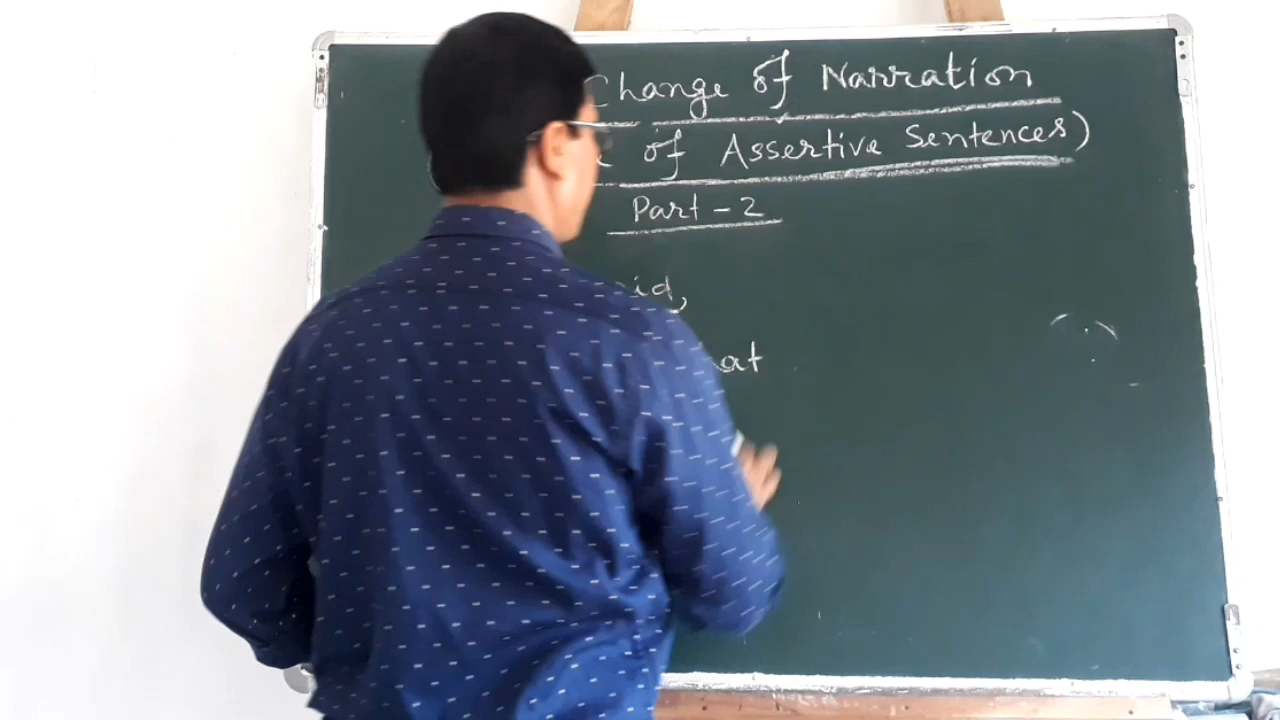 Change of Narration
of Assertive Sentences)
Part - 2